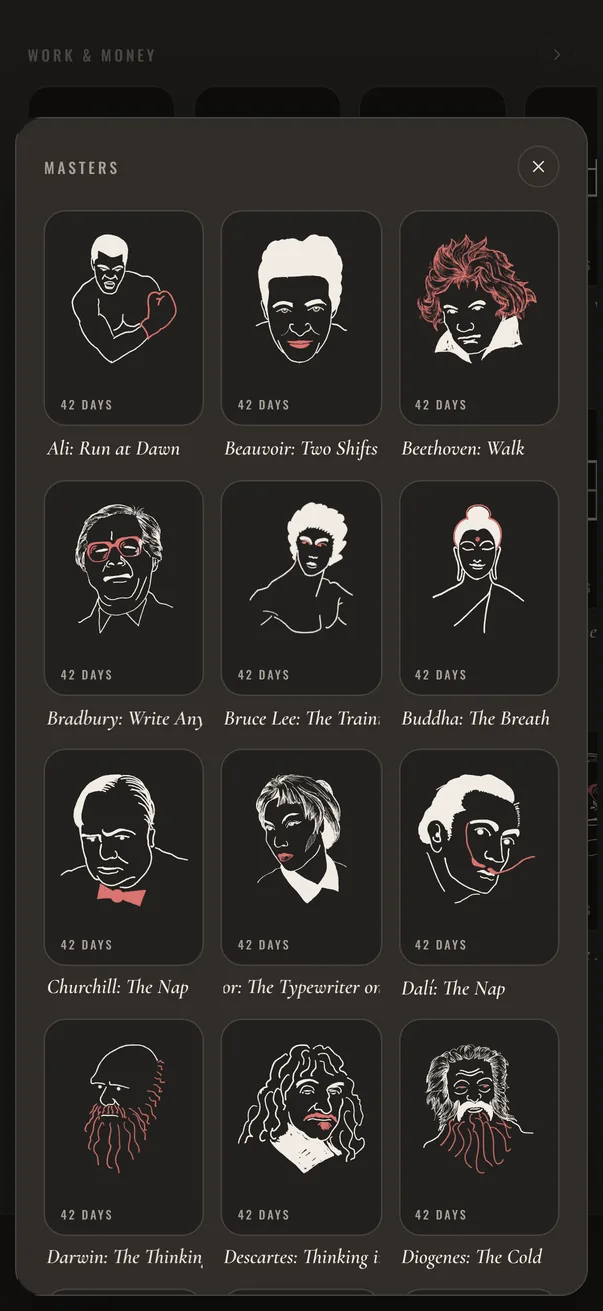 WORK & MONEY
MASTERS
42 DAYS
42 DAYS
42 DAYS
Ali: Run at Dawn
Beauvoir: Two Shifts
Beethoven: Walk
42 DAYS
42 DAYS
42 DAYS
Bradbury: Write Any
Bruce Lee: The Traini
Buddha: The Breath
42 DAYS
42 DAYS
42 DAYS
Churchill: The Nap
or: The Typewriter on
Dalí: The Nap
42 DAYS
42 DAYS
42 DAYS
Darwin: The Thinkin
Descartes: Thinking i
Diogenes: The Cold